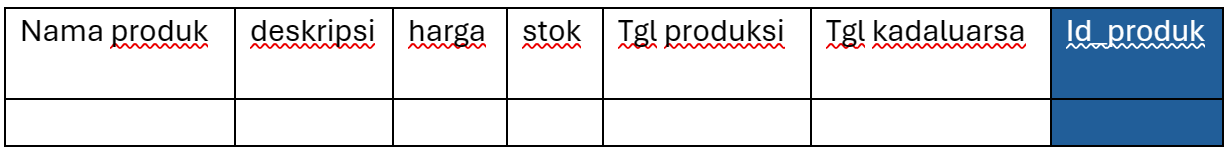 Nama produk deskripsi harga stok Tgl produksi Tgl kadaluarsa Id_produk